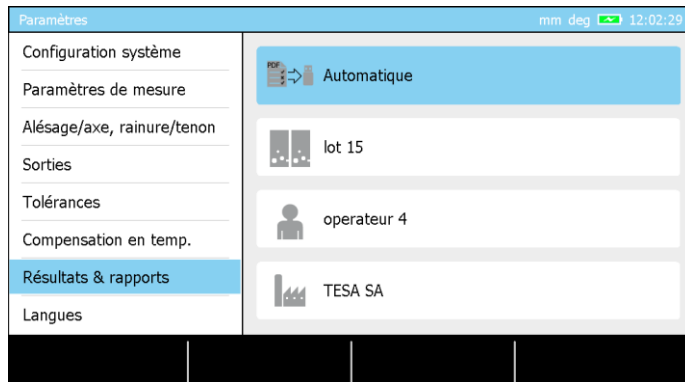 Paramètres
mm deg 12:02:29
Configuration système
Paramètres de mesure
Alésage/axe, rainure/tenon
Sorties
Tolérances
Compensation en temp.
Résultats & rapports
Langues
PDF
Automatique
lot 15
operateur 4
TESA SA